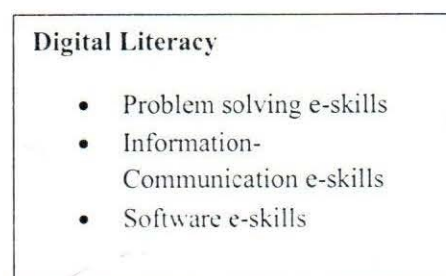 Digital Literacy
• Problem solving e-skills
• Information-
Communication e-skills
• Software e-skills